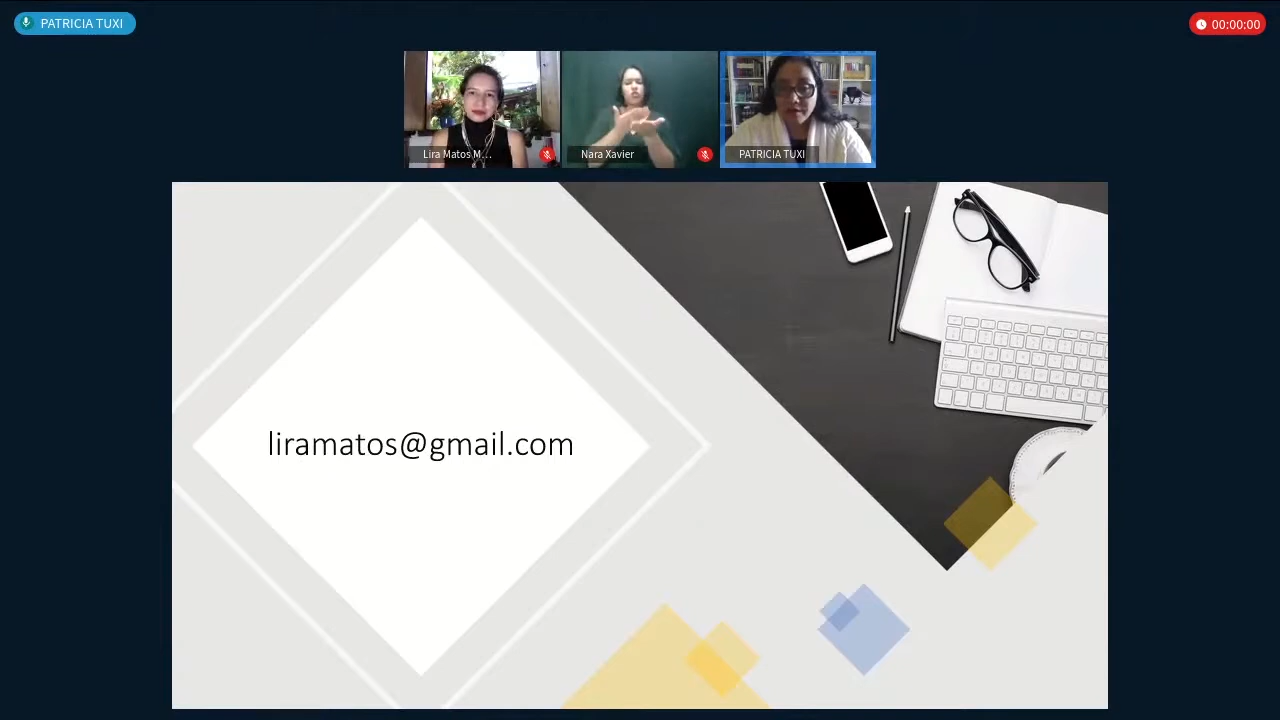 PATRICIA TUXI
00:00:00
Lira Matos M...
Nara Xavier
PATRICIA TUXI
liramatos@gmail.com